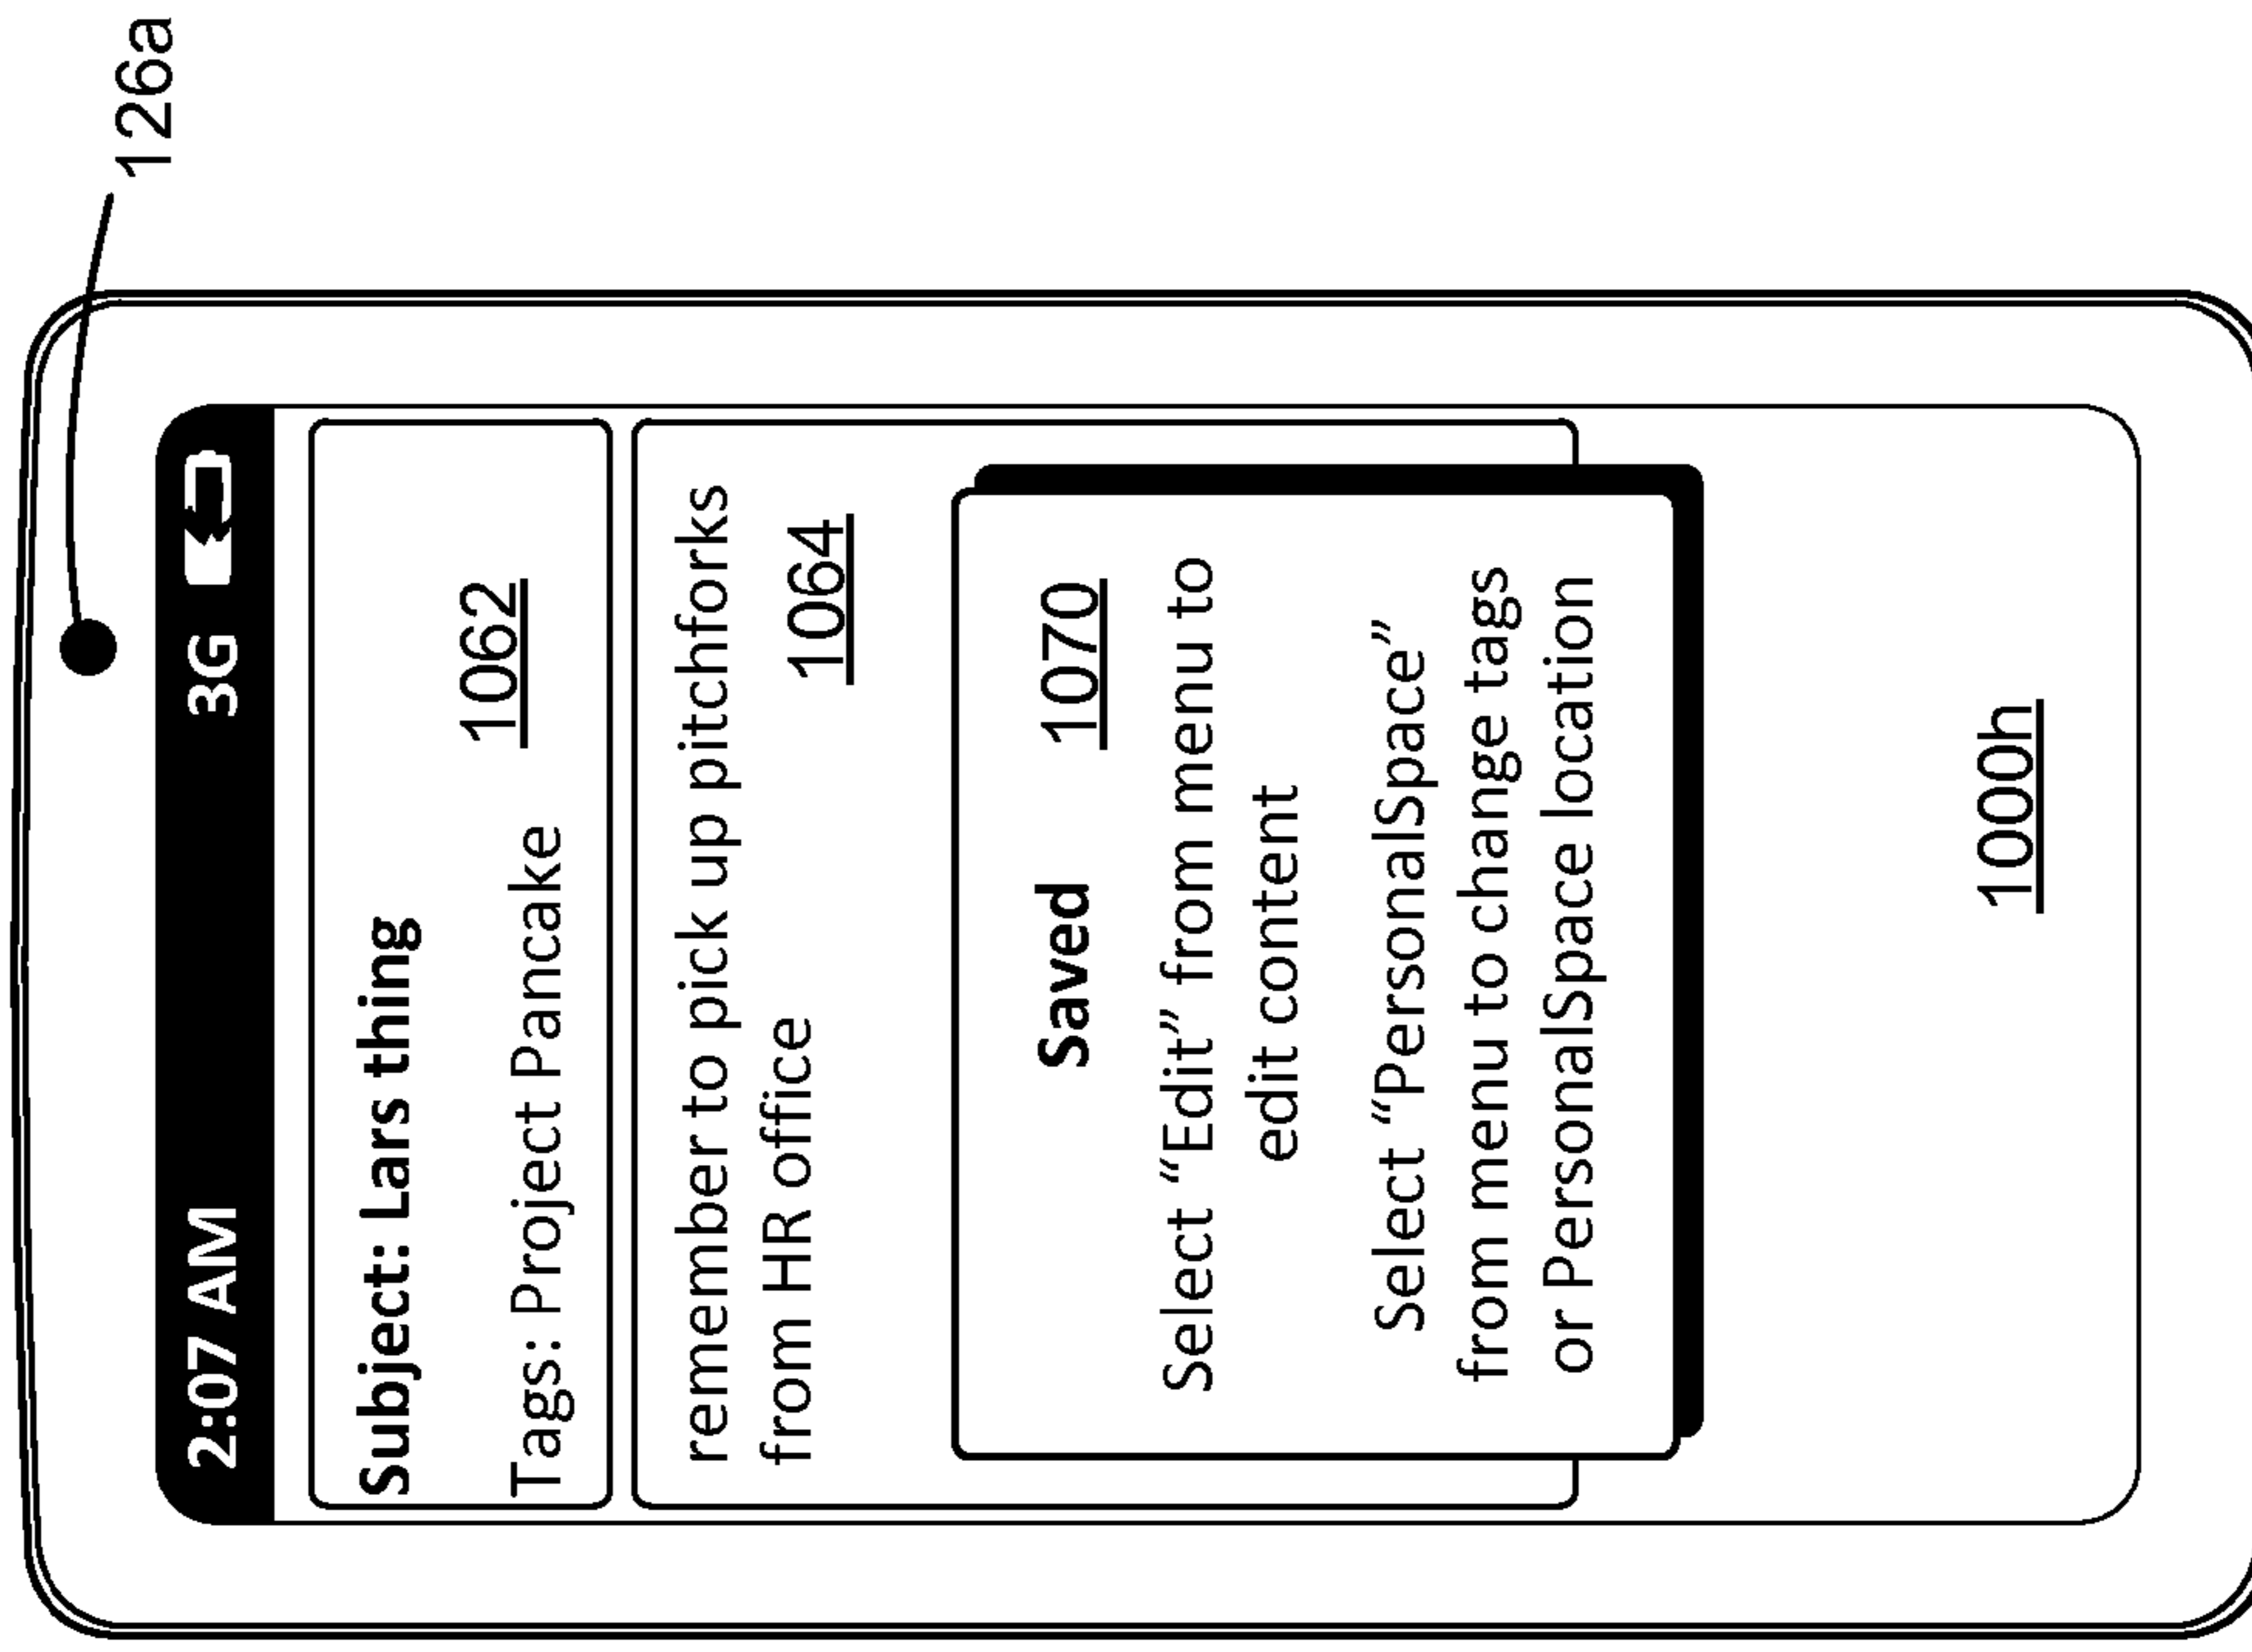 126a
2:07 AM 3G
Subject: Lars thing
1062
Tags: Project Pancake
remember to pick up pitchforks
from HR office
1064
Saved 1070
Select “Edit” from menu to
edit content
Select “PersonalSpace”
from menu to change tags
or PersonalSpace location
1000h